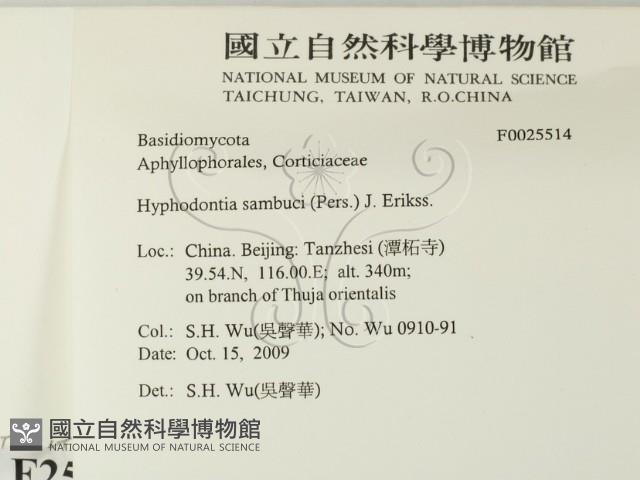 國立自然科學博物館
NATIONAL MUSEUM OF NATURAL SCIENCE
TAICHUNG, TAIWAN, R.O.CHINA
Basidiomycota F0025514
Aphyllophorales, Corticiaceae
Hyphodontia sambuci (Pers.) J. Erikss.
Loc.: China. Beijing: Tanzhesi (潭柘寺)
39.54.N, 116.00.E; alt. 340m;
on branch of Thuja orientalis
Col.: S.H. Wu(吳聲華); No. Wu 0910-91
Date: Oct. 15, 2009
Det.: S.H. Wu(吳聲華)
國立自然科學博物館
NATIONAL MUSEUM OF NATURAL SCIENCE
F25